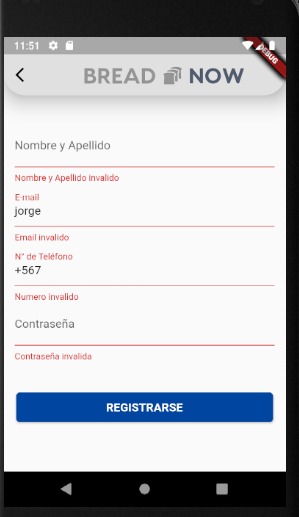 11:51
DEBUG
BREAD NOW
Nombre y Apellido
Nombre y Apellido invalido
E-mail
jorge
Email invalido
N° de Teléfono
+567
Numero invalido
Contraseña
Contraseña invalida
REGISTRARSE